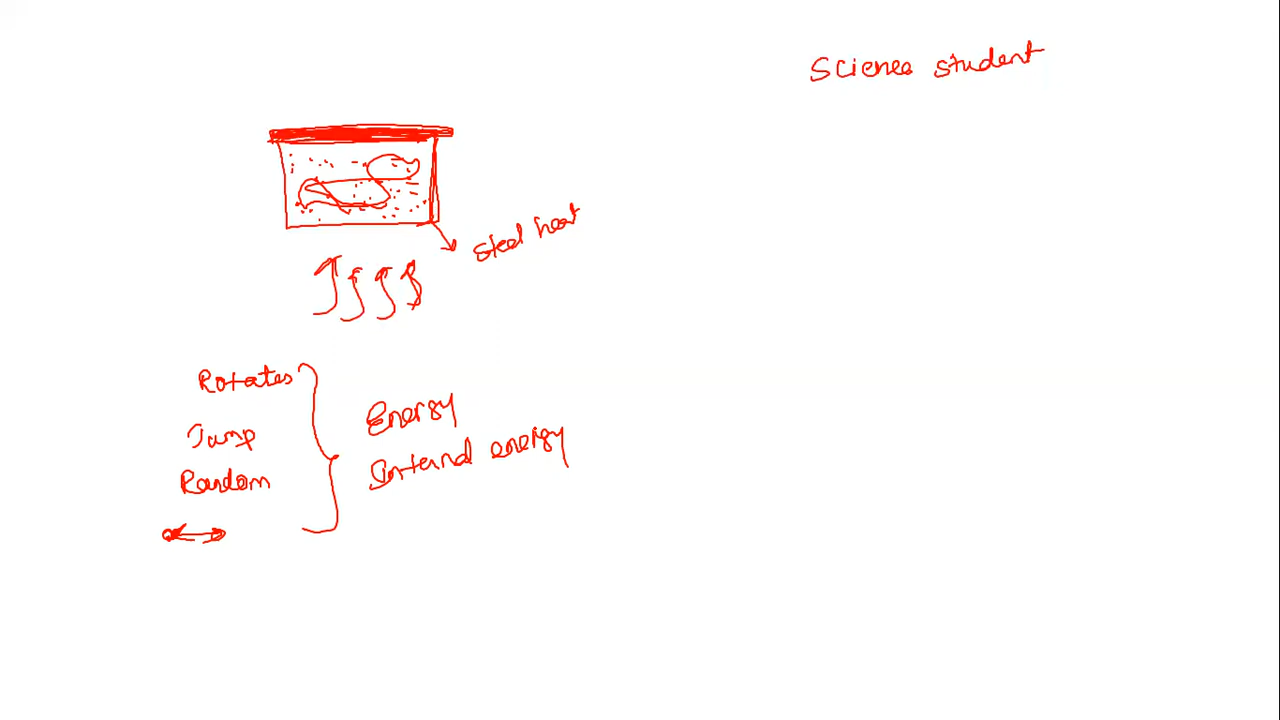 Science student
steel heat
Rotates
Jump
Random
Energy
Internal energy